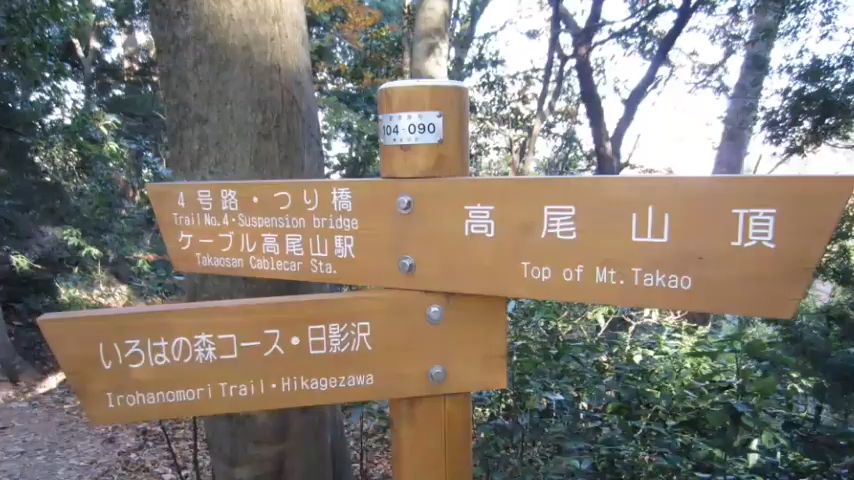 104-090
4号路・つり橋
Trail No.4・Suspension bridge
ケーブル高尾山駅
Takaosan Cablecar Sta.
高尾山頂
Top of Mt. Takao
いろはの森コース・日影沢
Irohanomori Trail・Hikagezawa